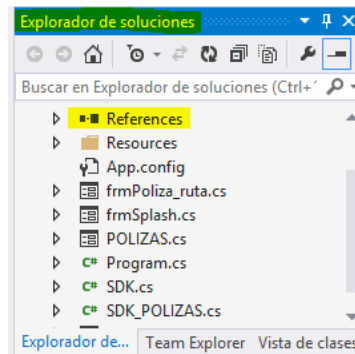 Explorador de soluciones
Buscar en Explorador de soluciones (Ctrl+´
References
Resources
App.config
frmPoliza_ruta.cs
frmSplash.cs
POLIZAS.cs
C# Program.cs
C# SDK.cs
C# SDK_POLIZAS.cs
Explorador de... Team Explorer Vista de clases